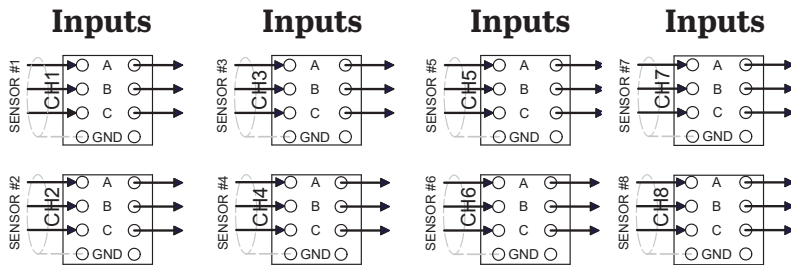 Inputs Inputs Inputs Inputs
SENSOR #1
CH1
A
B
C
GND
SENSOR #3
CH3
A
B
C
GND
SENSOR #5
CH5
A
B
C
GND
SENSOR #7
CH7
A
B
C
GND
SENSOR #2
CH2
A
B
C
GND
SENSOR #4
CH4
A
B
C
GND
SENSOR #6
CH6
A
B
C
GND
SENSOR #8
CH8
A
B
C
GND